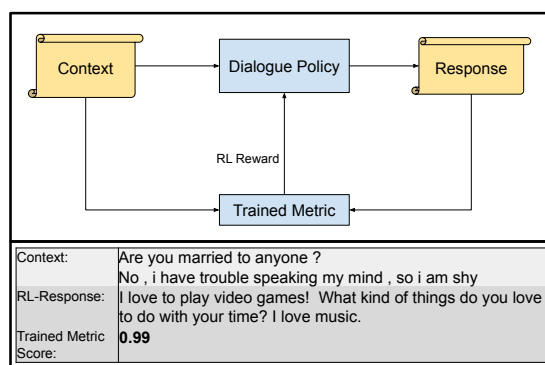 Context
Dialogue Policy
Response
RL Reward
Trained Metric
Context:
Are you married to anyone ?
No , i have trouble speaking my mind , so i am shy
RL-Response:
I love to play video games!  What kind of things do you love
to do with your time? I love music.
Trained Metric
Score:
0.99